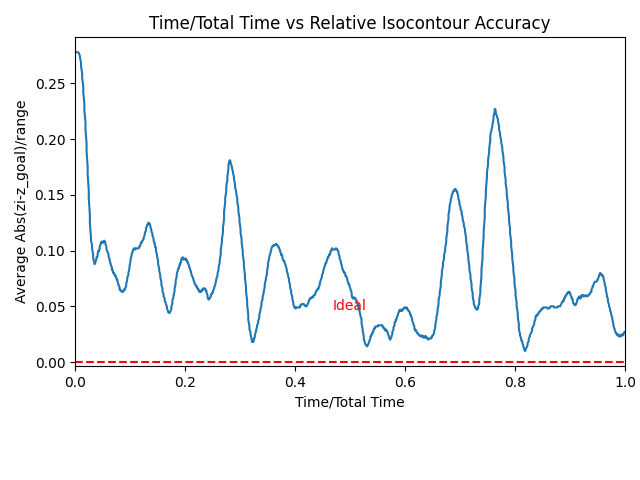 Time/Total Time vs Relative Isocontour Accuracy
Average Abs(zi-z_goal)/range
0.25
0.20
0.15
0.10
0.05
0.00
Ideal
0.0 0.2 0.4 0.6 0.8 1.0
Time/Total Time